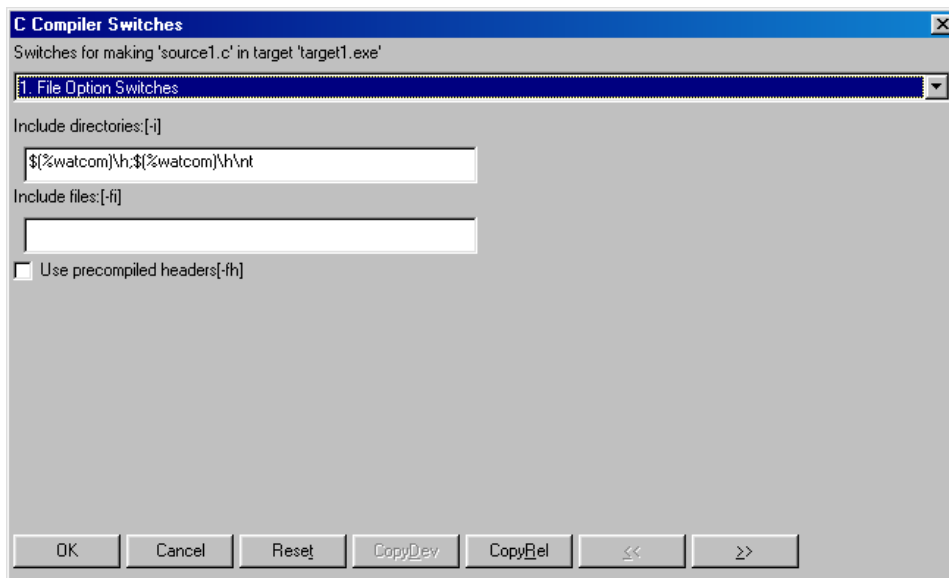 C Compiler Switches
Switches for making 'source1.c' in target 'target1.exe'
1. File Option Switches
Include directories:[-i]
$(%watcom)\h;$(%watcom)\h\nt
Include files:[-fi]
Use precompiled headers[-fh]
OK Cancel Reset CopyDev CopyRel << >>